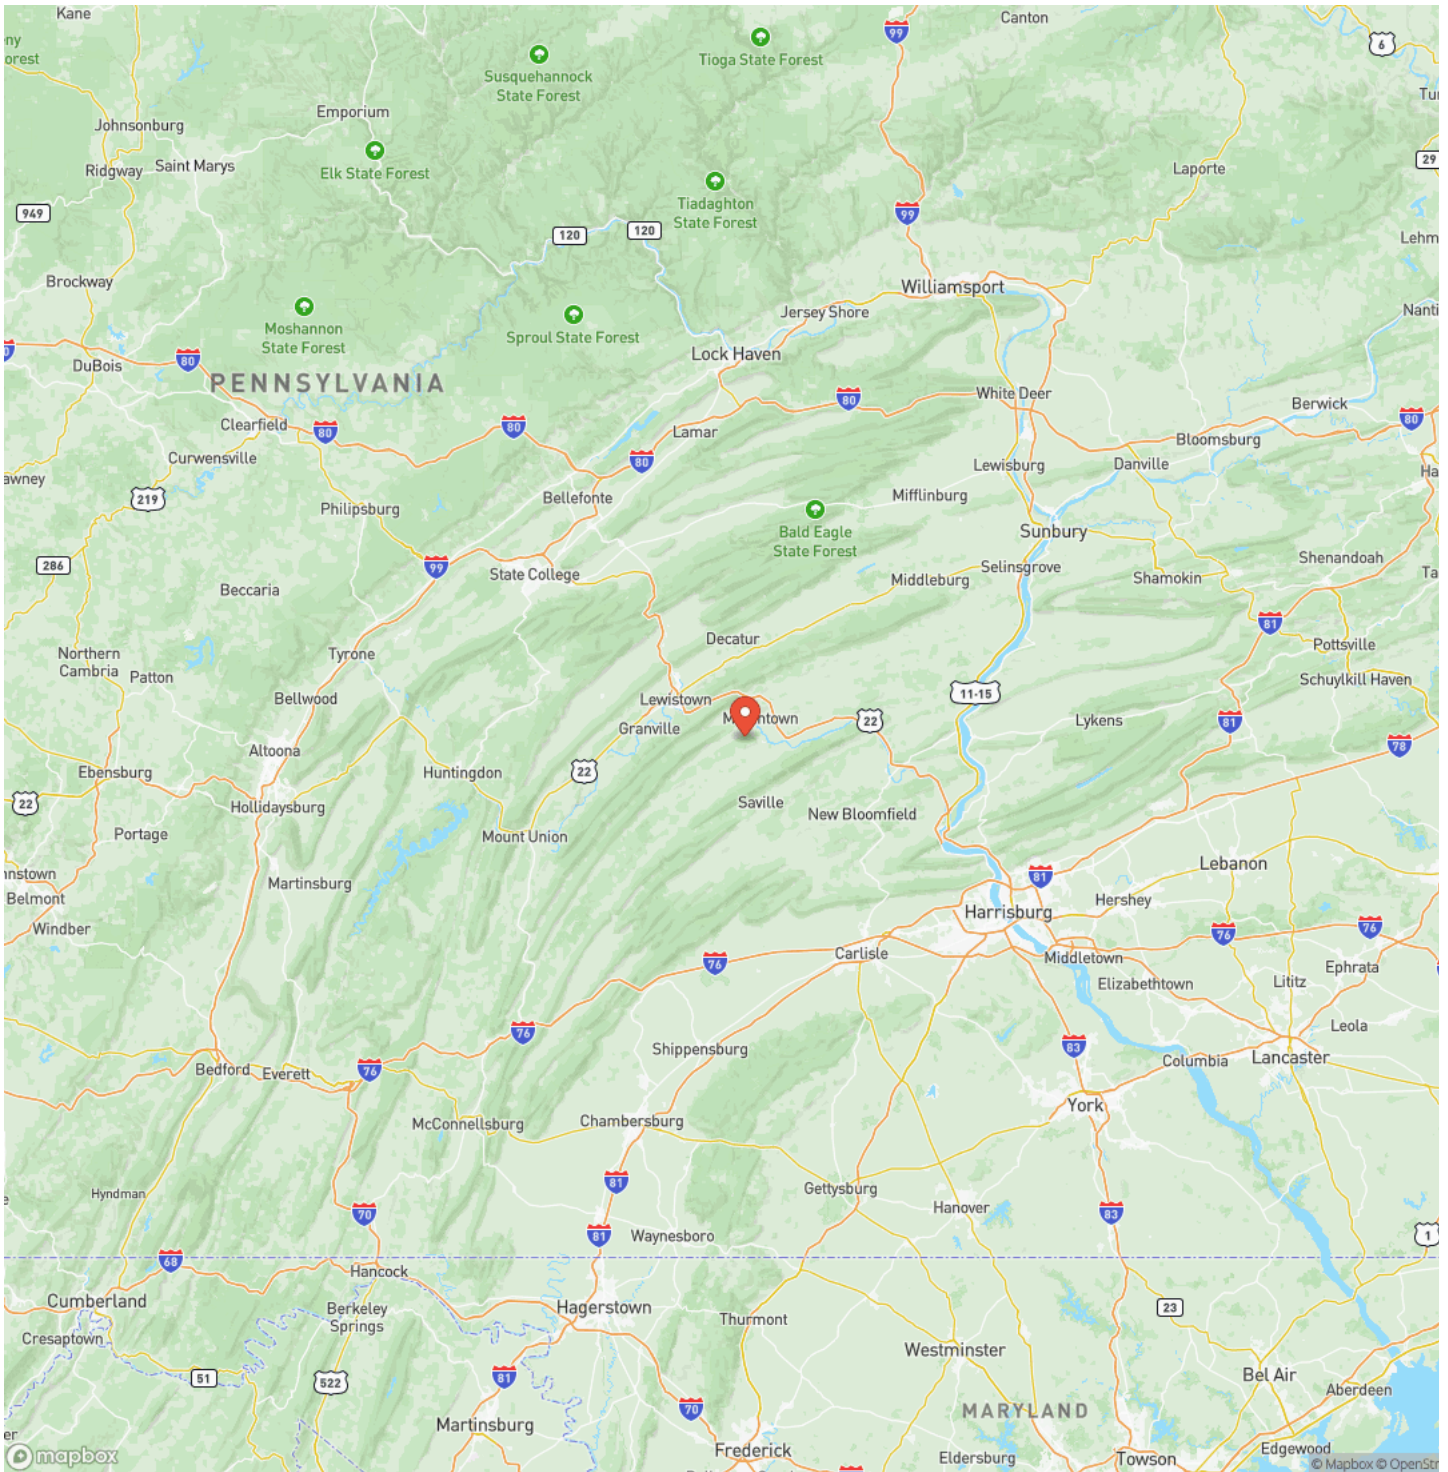 Kane
Canton
99
6
Tioga State Forest
Susquehannock
State Forest
Emporium
Johnsonburg
Ridgway
Saint Marys
Elk State Forest
29
Laporte
Tiadaghton
State Forest
949
99
120
120
Brockway
Williamsport
Jersey Shore
Moshannon
State Forest
Sproul State Forest
80
DuBois
Lock Haven
PENNSYLVANIA
80
White Deer
Berwick
80
Clearfield
80
80
Lamar
Bloomsburg
Curwensville
80
Lewisburg
Danville
219
Philipsburg
Bellefonte
Mifflinburg
Bald Eagle
State Forest
Sunbury
286
99
State College
Selinsgrove
Shenandoah
Beccaria
Middleburg
Shamokin
81
Decatur
Northern
Cambria
Tyrone
Pottsville
Patton
Bellwood
Lewistown
11-15
Schuylkill Haven
Granville
22
Lykens
81
78
Altoona
Ebensburg
Huntingdon
22
22
Hollidaysburg
Saville
New Bloomfield
Portage
Mount Union
Lebanon
Martinsburg
81
Hershey
Belmont
Windber
Harrisburg
76
76
Carlisle
76
Middletown
Ephrata
Elizabethtown
Lititz
76
Leola
Shippensburg
83
Columbia
Lancaster
Bedford
Everett
76
York
McConnellsburg
Chambersburg
81
Gettysburg
Hanover
Hyndman
70
83
81
Waynesboro
1
68
Hancock
Cumberland
Hagerstown
23
Berkeley
Springs
Thurmont
Cresaptown
Westminster
51
522
81
Bel Air
Aberdeen
70
MARYLAND
Martinsburg
Frederick
Eldersburg
Towson
Edgewood
mapbox
© Mapbox © OpenStr